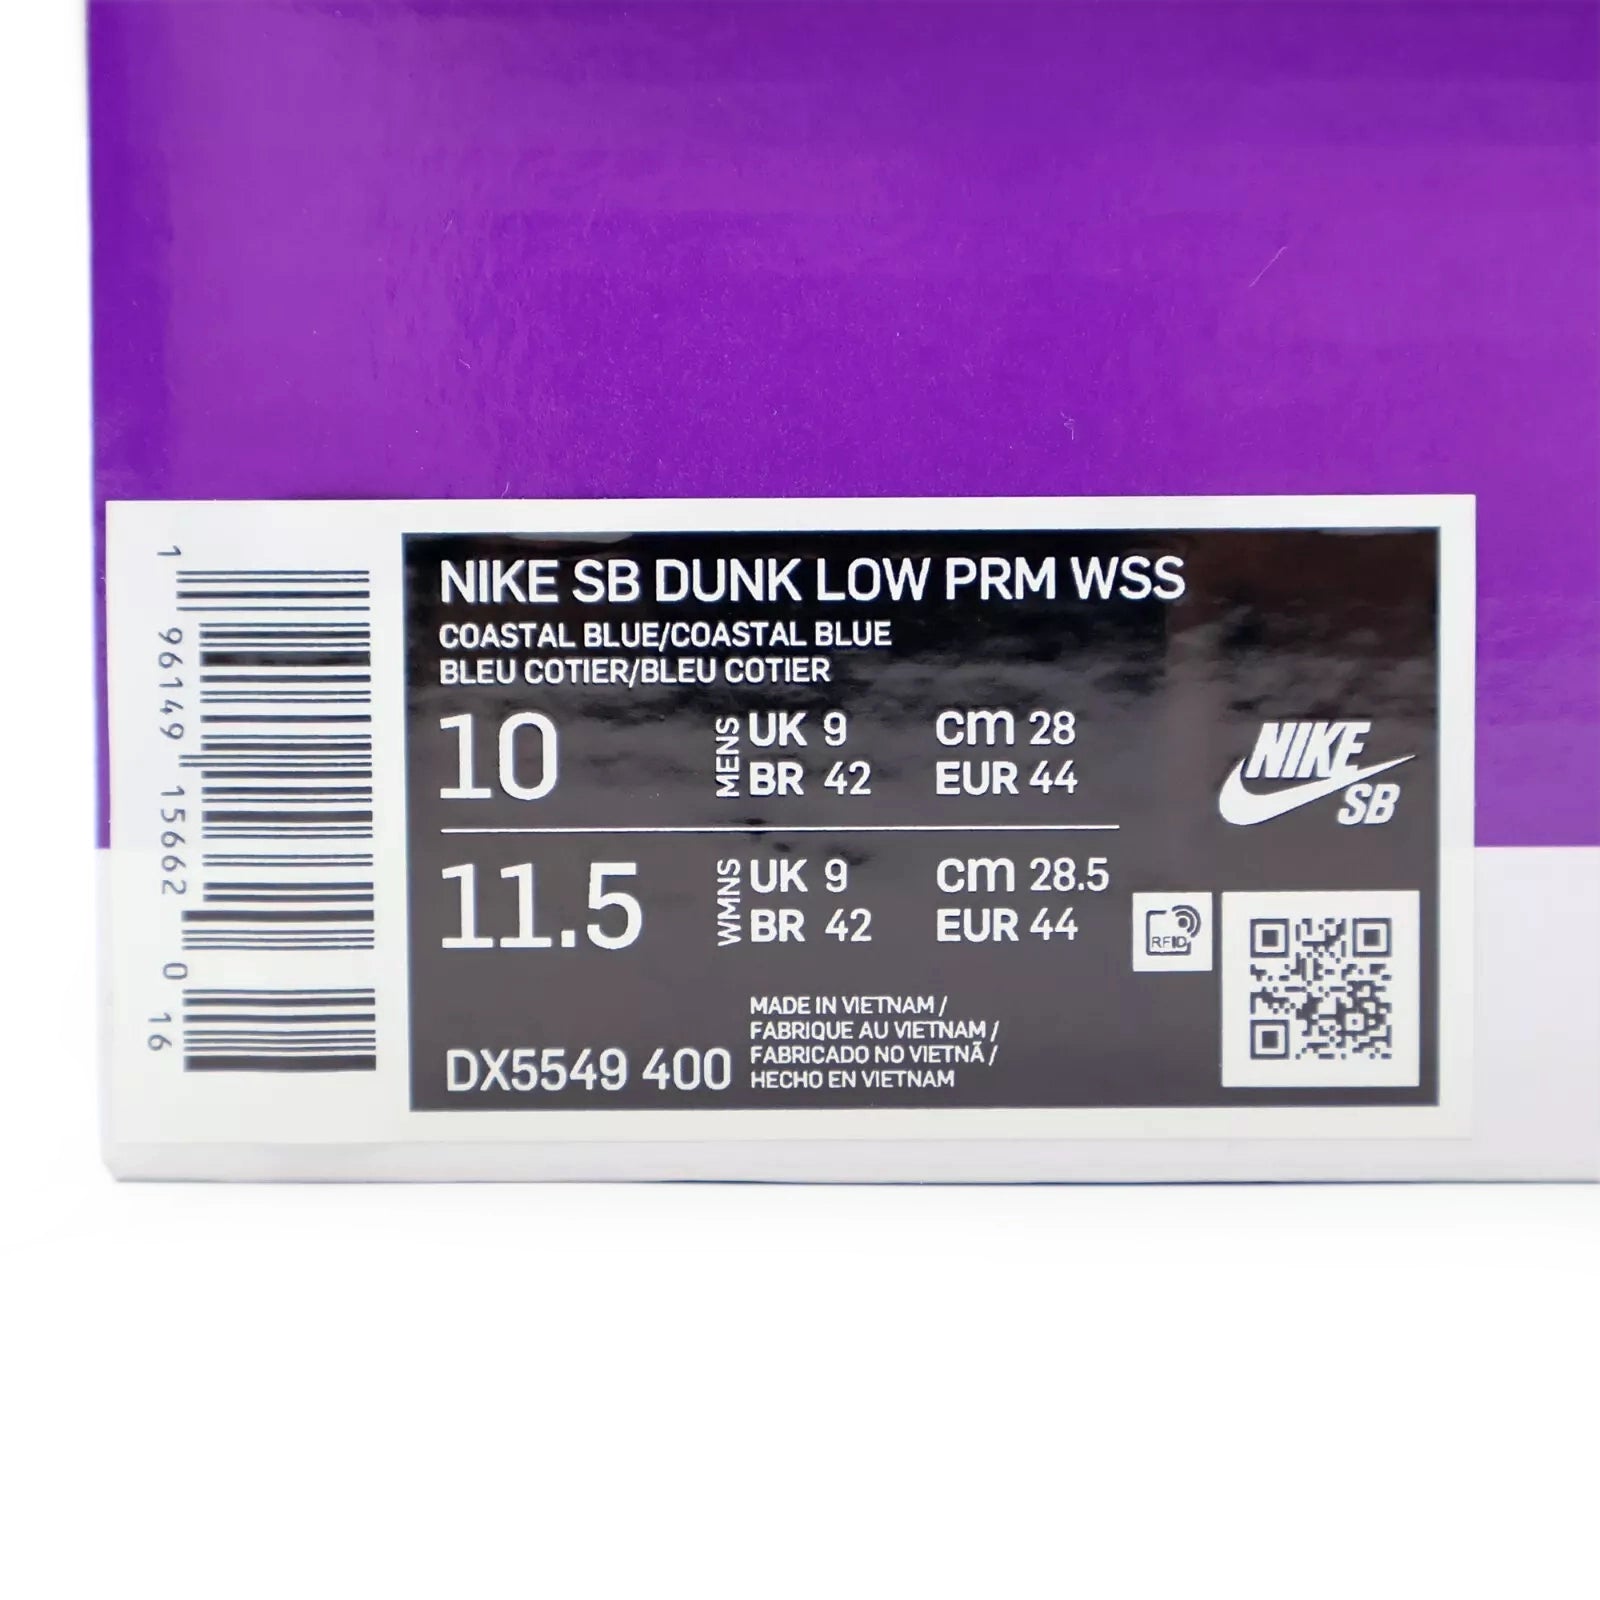 1 96149 15662 0 16
NIKE SB DUNK LOW PRM WSS
COASTAL BLUE/COASTAL BLUE
BLEU COTIER/BLEU COTIER
10 MENS UK 9 cm 28
BR 42 EUR 44
11.5 WMNS UK 9 cm 28.5
BR 42 EUR 44
NIKE
SB
RFID
DX5549 400
MADE IN VIETNAM /
FABRIQUE AU VIETNAM /
FABRICADO NO VIETNÃ /
HECHO EN VIETNAM